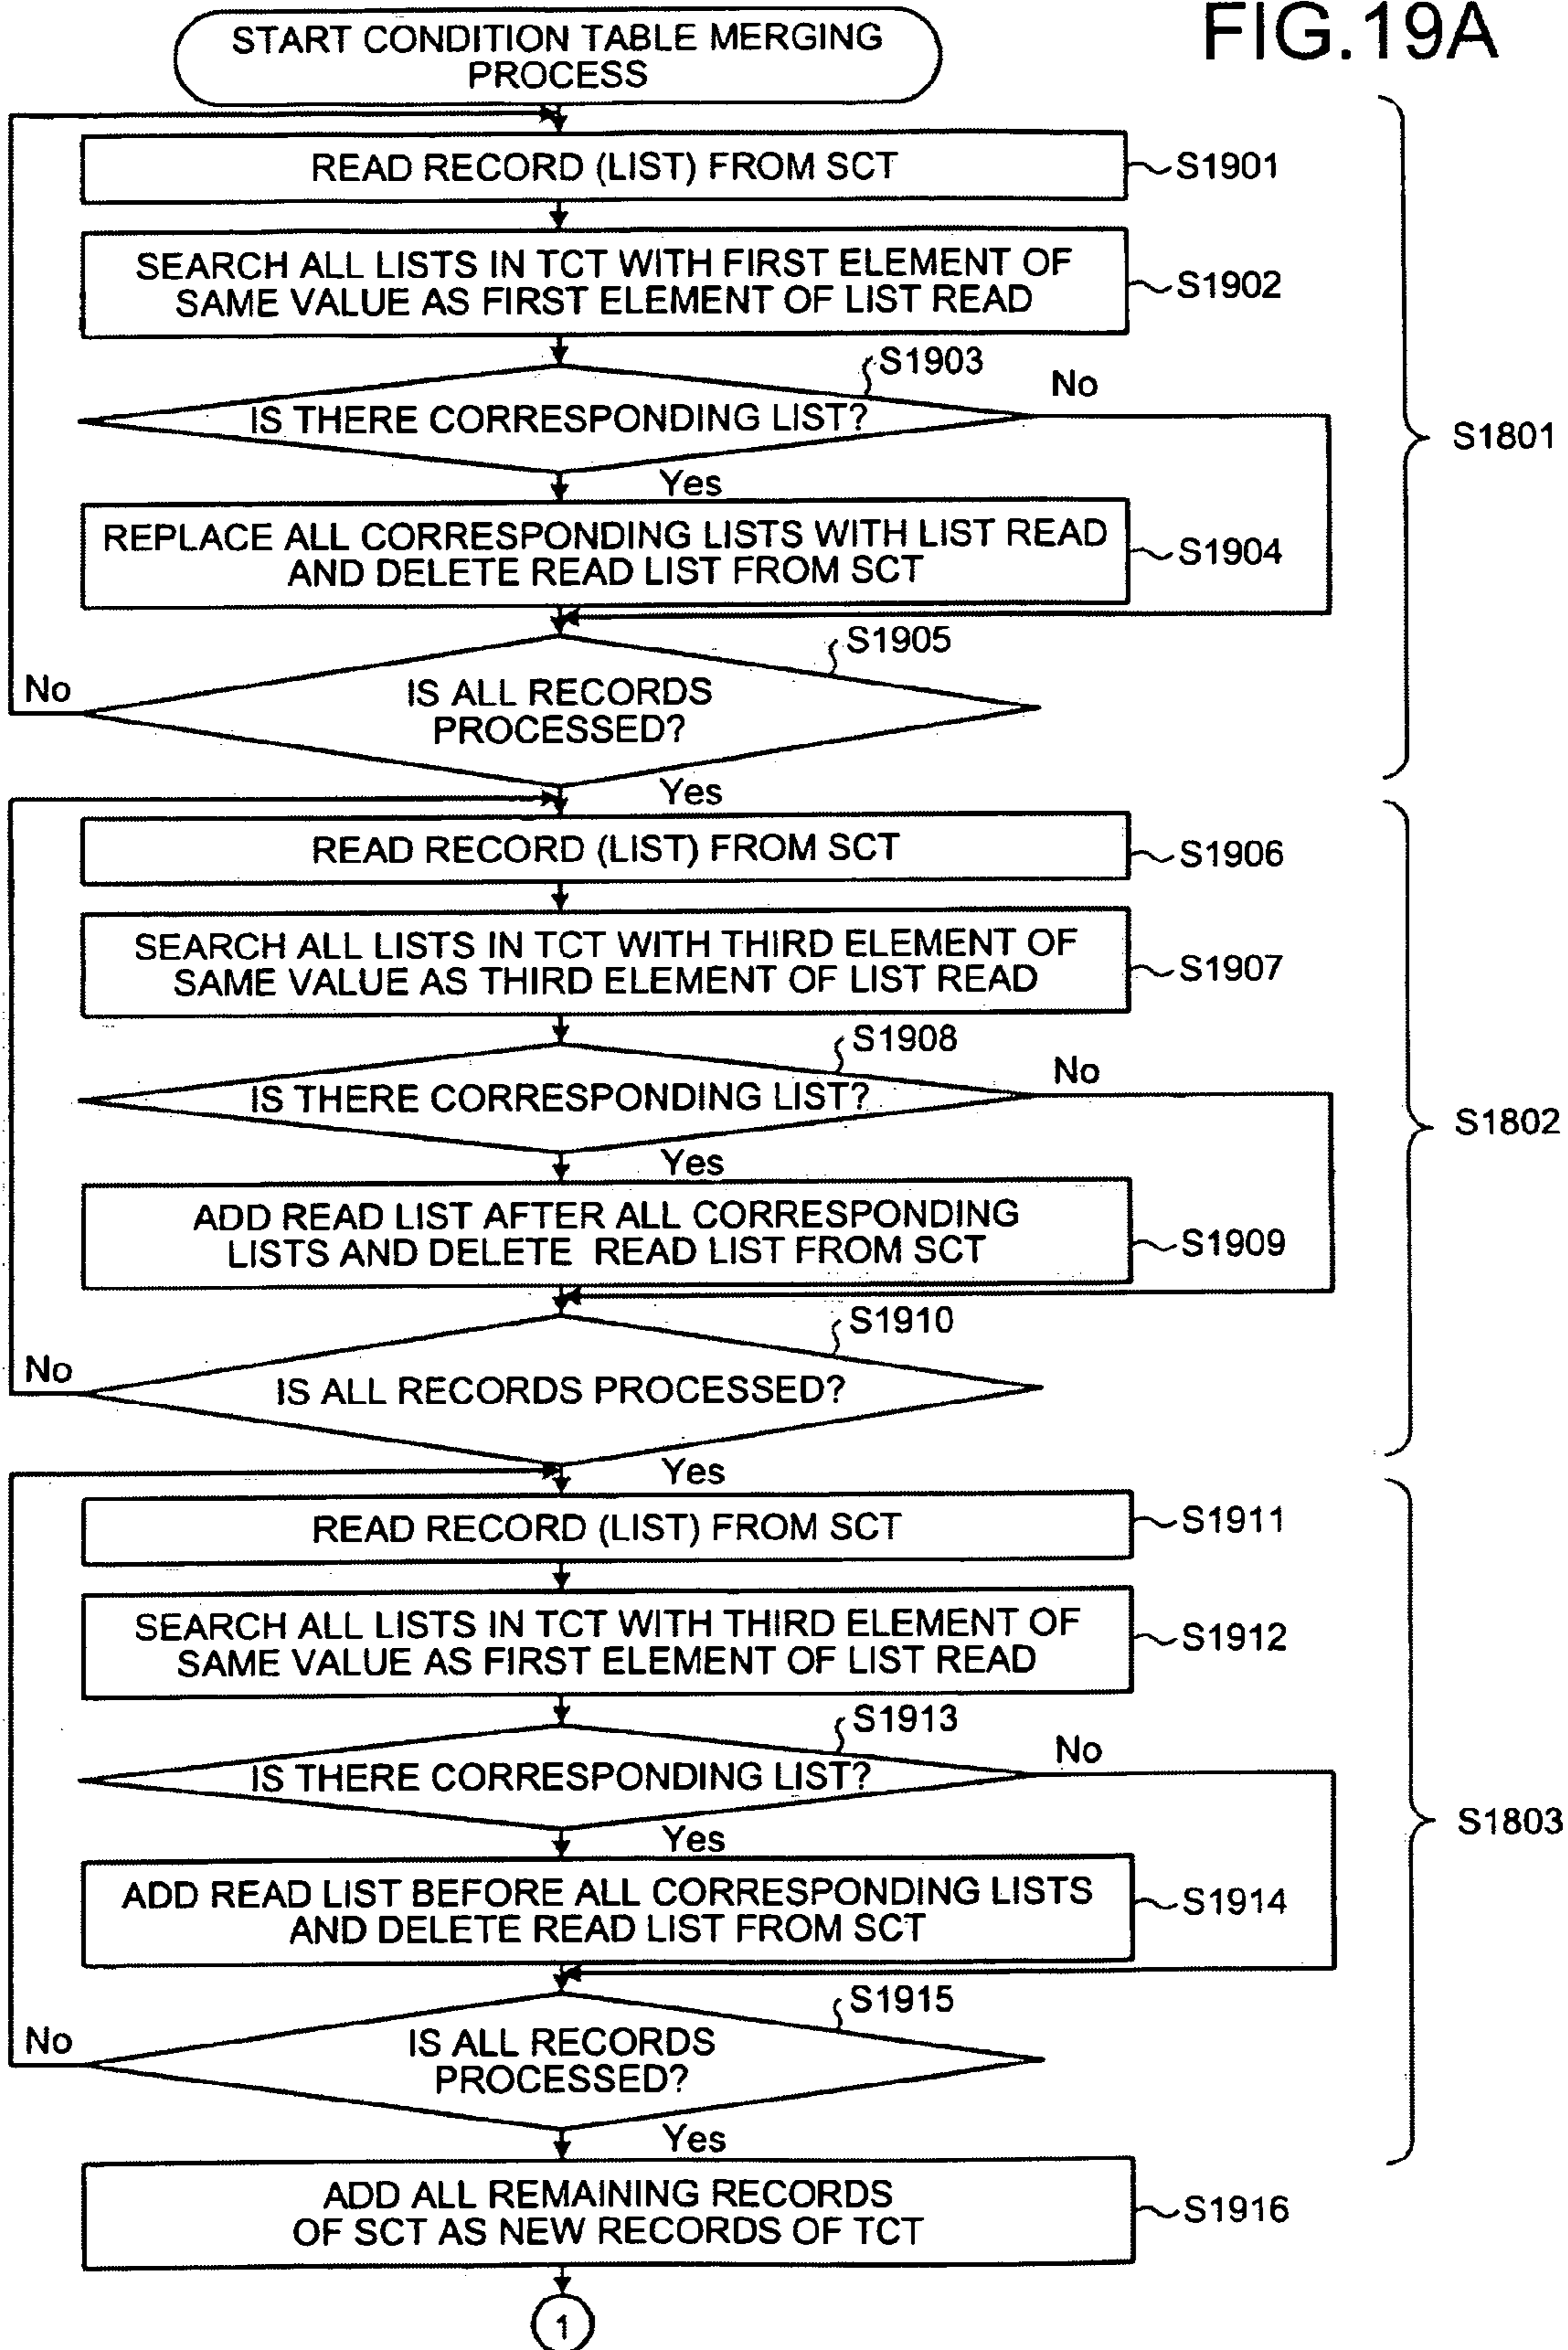 FIG.19A
START CONDITION TABLE MERGING
PROCESS
READ RECORD (LIST) FROM SCT
S1901
SEARCH ALL LISTS IN TCT WITH FIRST ELEMENT OF
SAME VALUE AS FIRST ELEMENT OF LIST READ
S1902
S1903
IS THERE CORRESPONDING LIST?
No
Yes
S1801
REPLACE ALL CORRESPONDING LISTS WITH LIST READ
AND DELETE READ LIST FROM SCT
S1904
S1905
IS ALL RECORDS
PROCESSED?
No
Yes
READ RECORD (LIST) FROM SCT
S1906
SEARCH ALL LISTS IN TCT WITH THIRD ELEMENT OF
SAME VALUE AS THIRD ELEMENT OF LIST READ
S1907
S1908
IS THERE CORRESPONDING LIST?
No
Yes
S1802
ADD READ LIST AFTER ALL CORRESPONDING
LISTS AND DELETE READ LIST FROM SCT
S1909
S1910
IS ALL RECORDS PROCESSED?
No
Yes
READ RECORD (LIST) FROM SCT
S1911
SEARCH ALL LISTS IN TCT WITH THIRD ELEMENT OF
SAME VALUE AS FIRST ELEMENT OF LIST READ
S1912
S1913
IS THERE CORRESPONDING LIST?
No
Yes
S1803
ADD READ LIST BEFORE ALL CORRESPONDING LISTS
AND DELETE READ LIST FROM SCT
S1914
S1915
IS ALL RECORDS
PROCESSED?
No
Yes
ADD ALL REMAINING RECORDS
OF SCT AS NEW RECORDS OF TCT
S1916
1